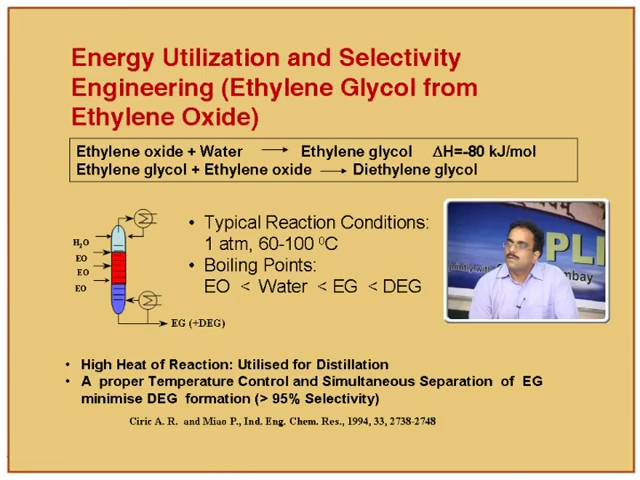 Energy Utilization and Selectivity
Engineering (Ethylene Glycol from
Ethylene Oxide)
Ethylene oxide + Water → Ethylene glycol ΔH=-80 kJ/mol
Ethylene glycol + Ethylene oxide → Diethylene glycol
H2O
EO
EO
EO
EG (+DEG)
• Typical Reaction Conditions:
1 atm, 60-100 ⁰C
• Boiling Points:
EO < Water < EG < DEG
PLI
bay
• High Heat of Reaction: Utilised for Distillation
• A proper Temperature Control and Simultaneous Separation of EG
minimise DEG formation (> 95% Selectivity)
Ciric A. R. and Miao P., Ind. Eng. Chem. Res., 1994, 33, 2738-2748